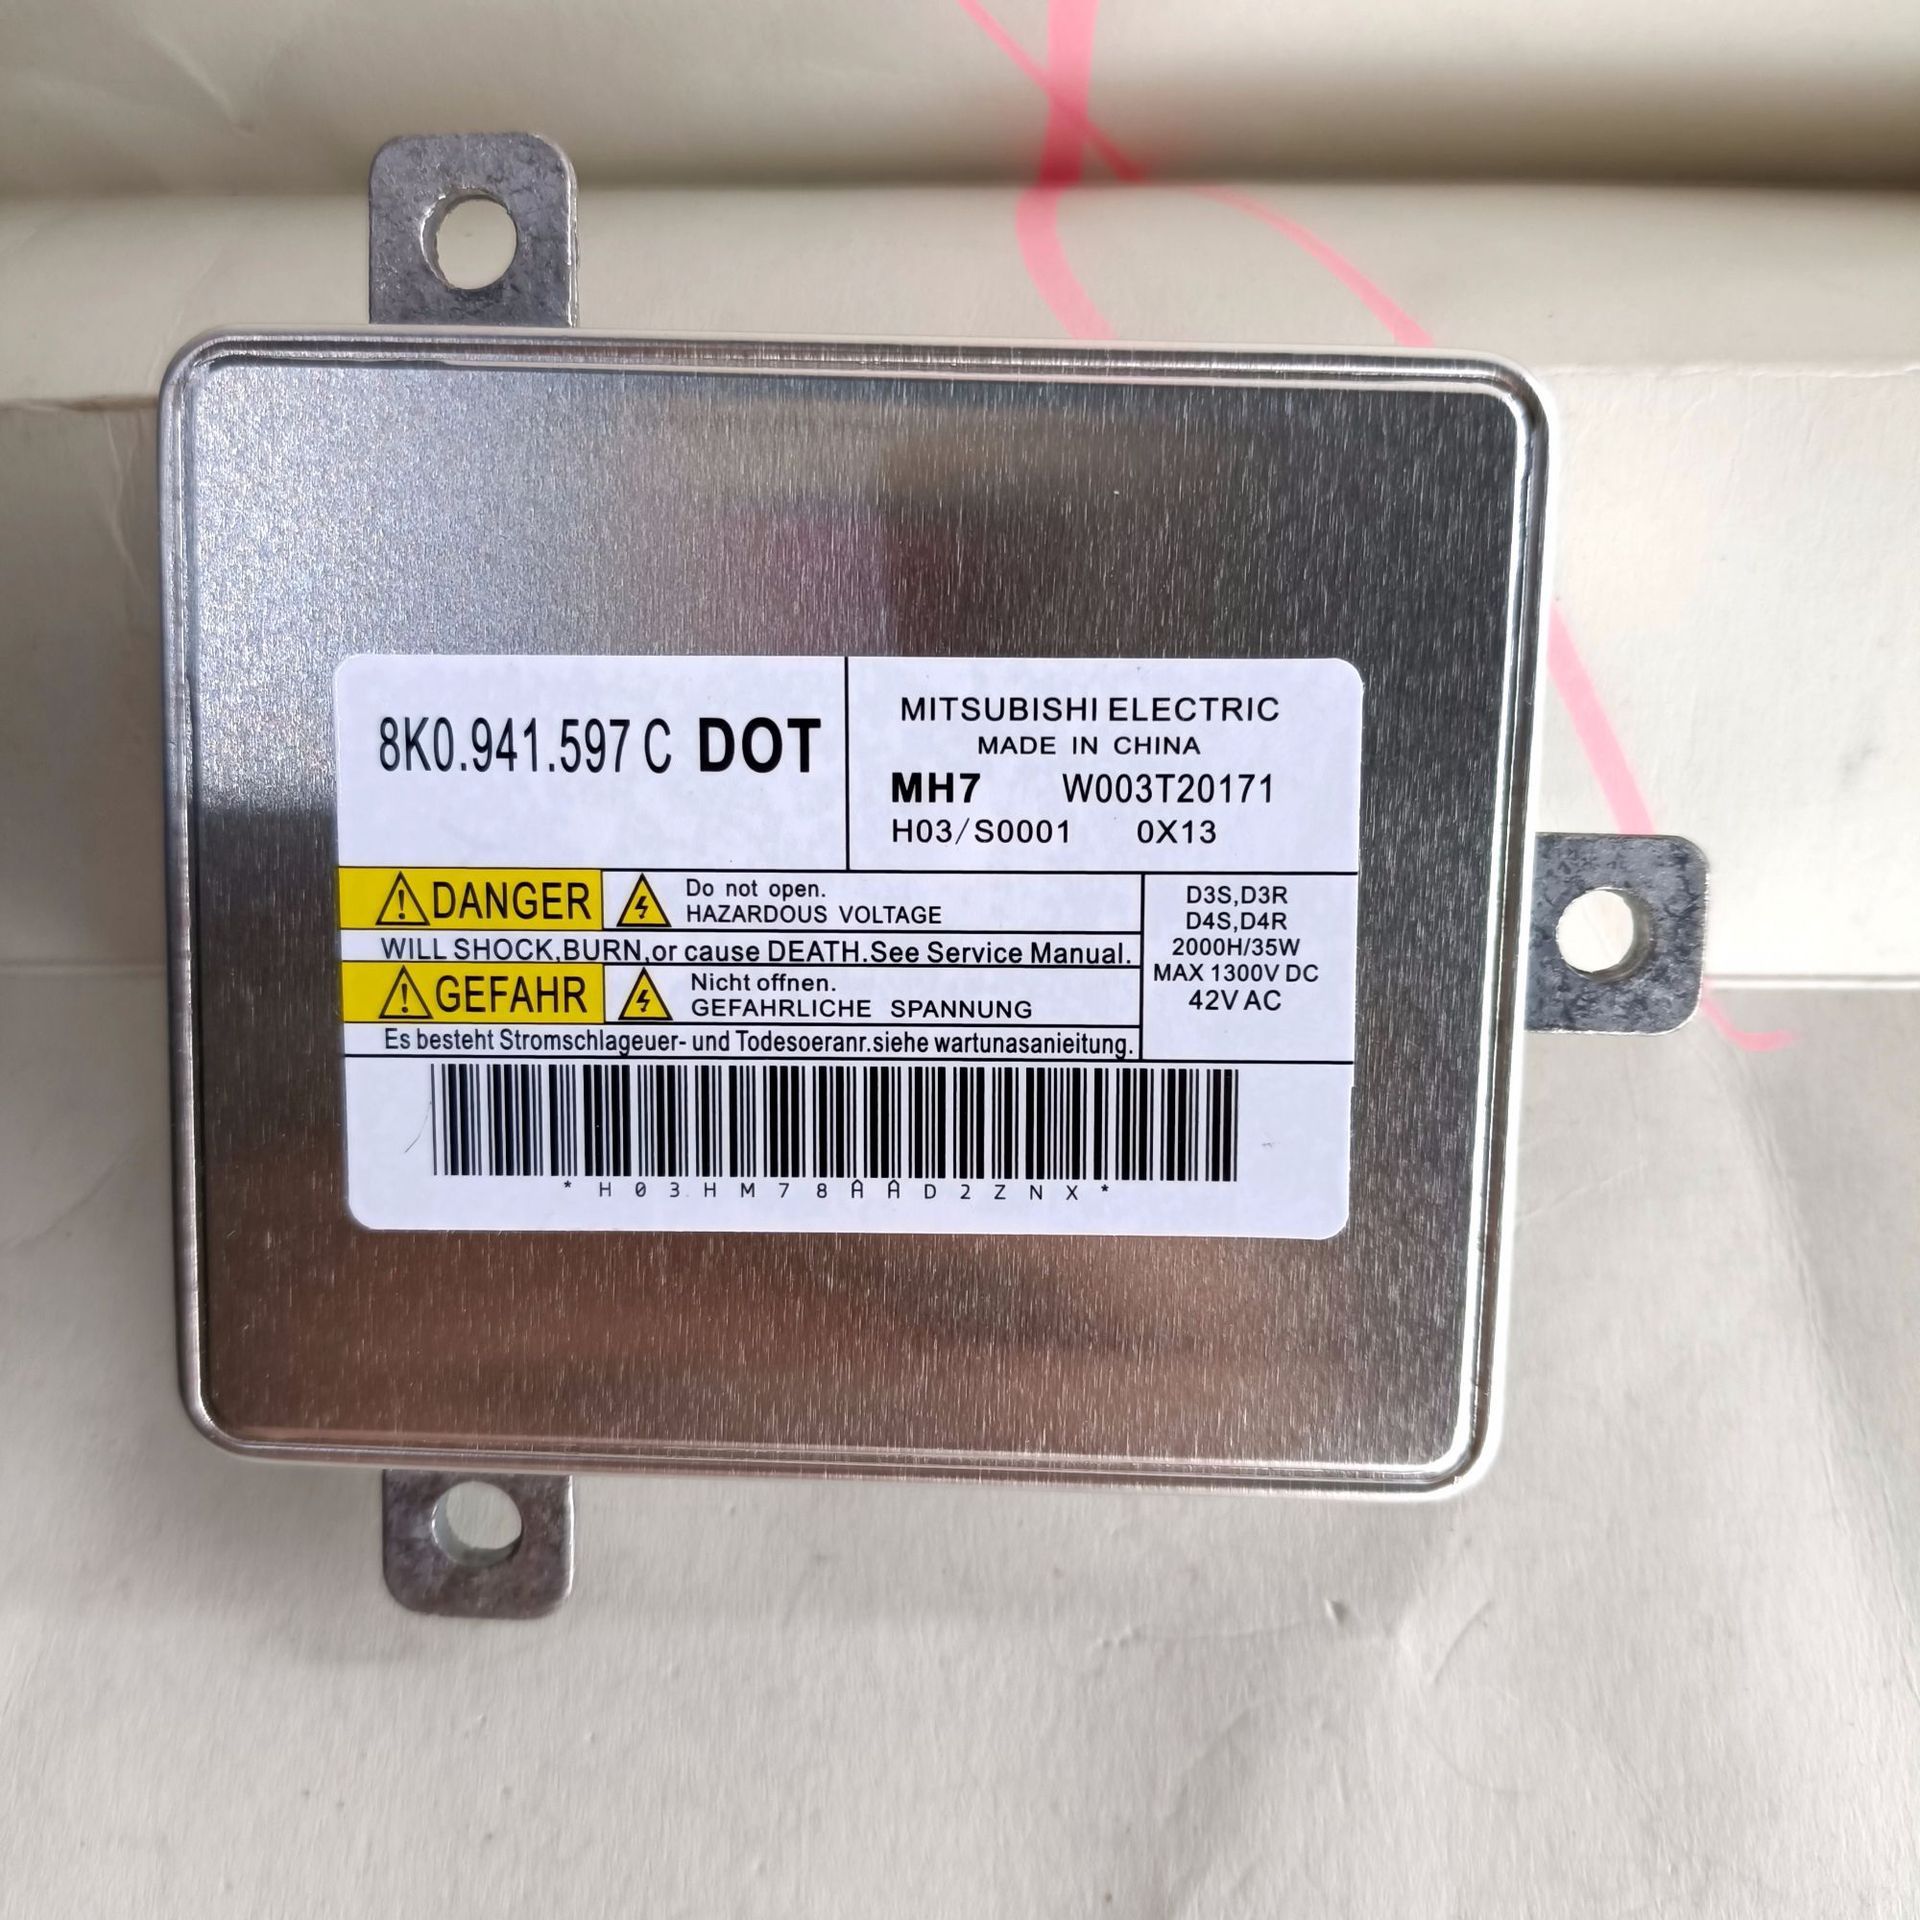 8K0.941.597 C DOT
MITSUBISHI ELECTRIC
MADE IN CHINA
MH7 W003T20171
H03/S0001 0X13
DANGER
Do not open.
HAZARDOUS VOLTAGE
WILL SHOCK,BURN,or cause DEATH.See Service Manual.
GEFAHR
Nicht offnen.
GEFAHRLICHE SPANNUNG
Es besteht Stromschlageuer- und Todesoeranr.siehe wartunasanieitung.
D3S,D3R
D4S,D4R
2000H/35W
MAX 1300V DC
42V AC
*H03HM78AAD2ZNX*